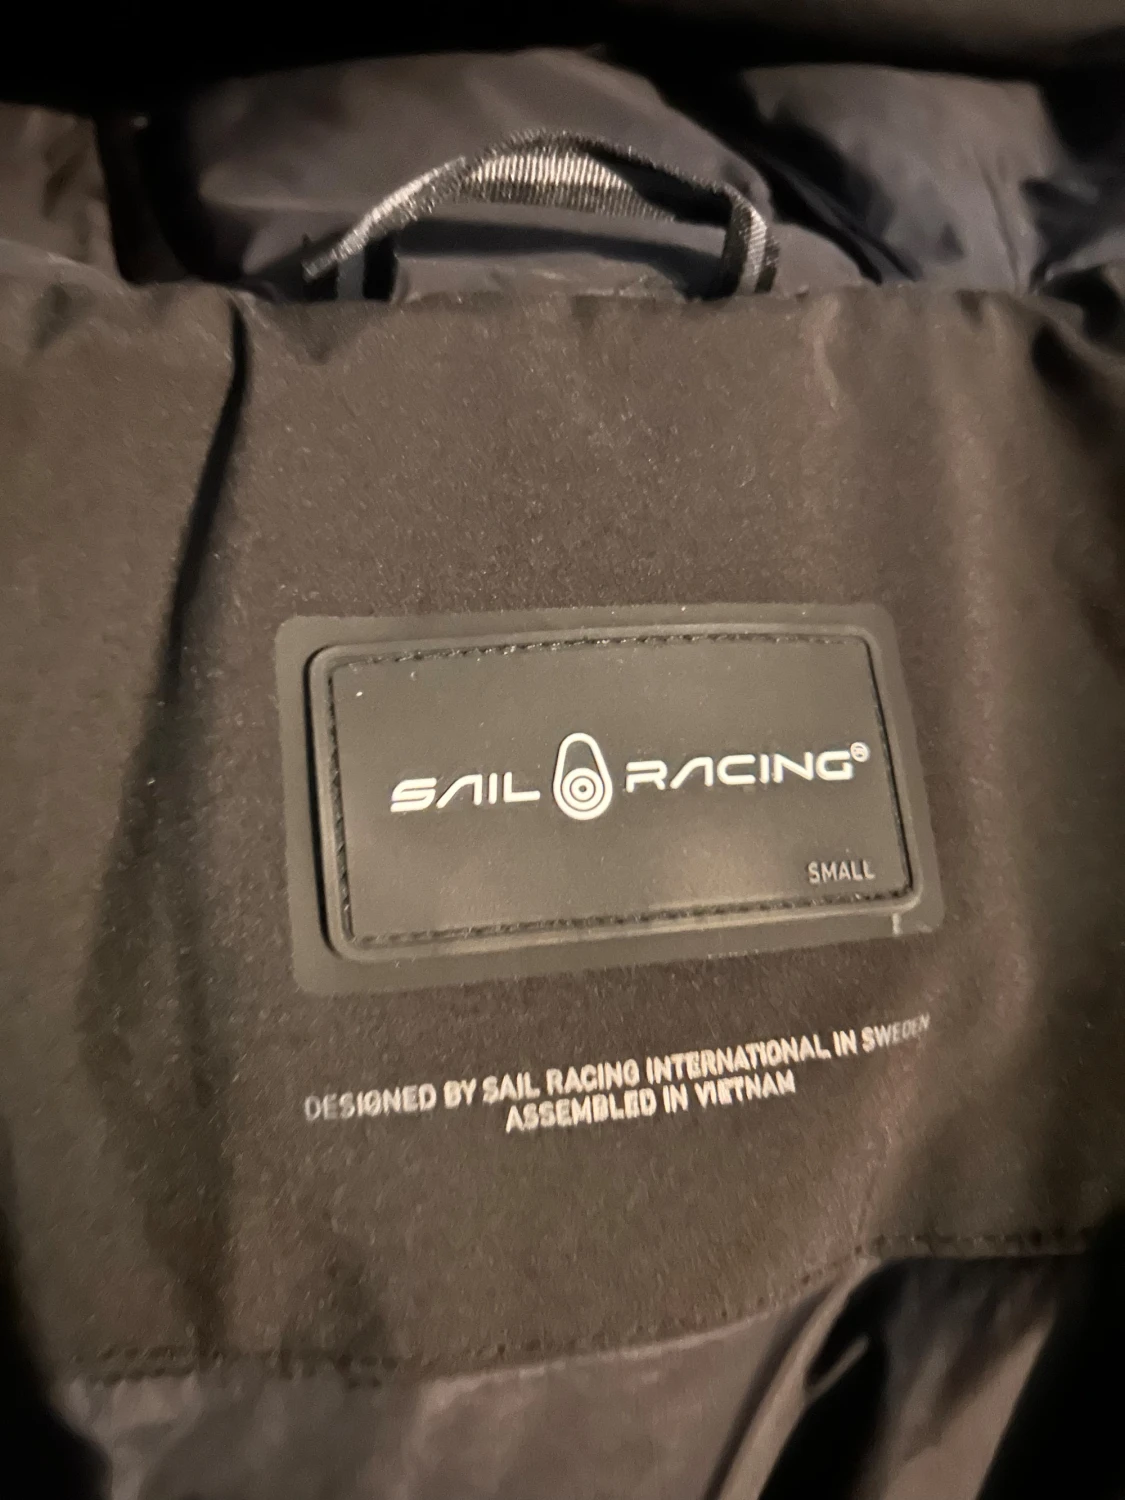 SAIL RACING®
SMALL
DESIGNED BY SAIL RACING INTERNATIONAL IN SWEDEN
ASSEMBLED IN VIETNAM